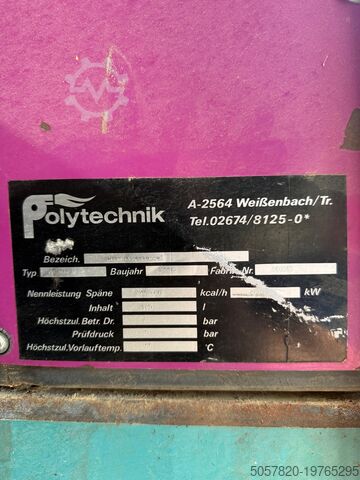 Polytechnik
A-2564 Weißenbach/Tr.
Tel.02674/8125-0*
Bezeich.
Typ Baujahr Fabrik Nr.
Nennleistung Späne kcal/h kW
Inhalt l
Höchstzul. Betr. Dr. bar
Prüfdruck bar
Höchstzul.Vorlauftemp. °C
5057820-19765295